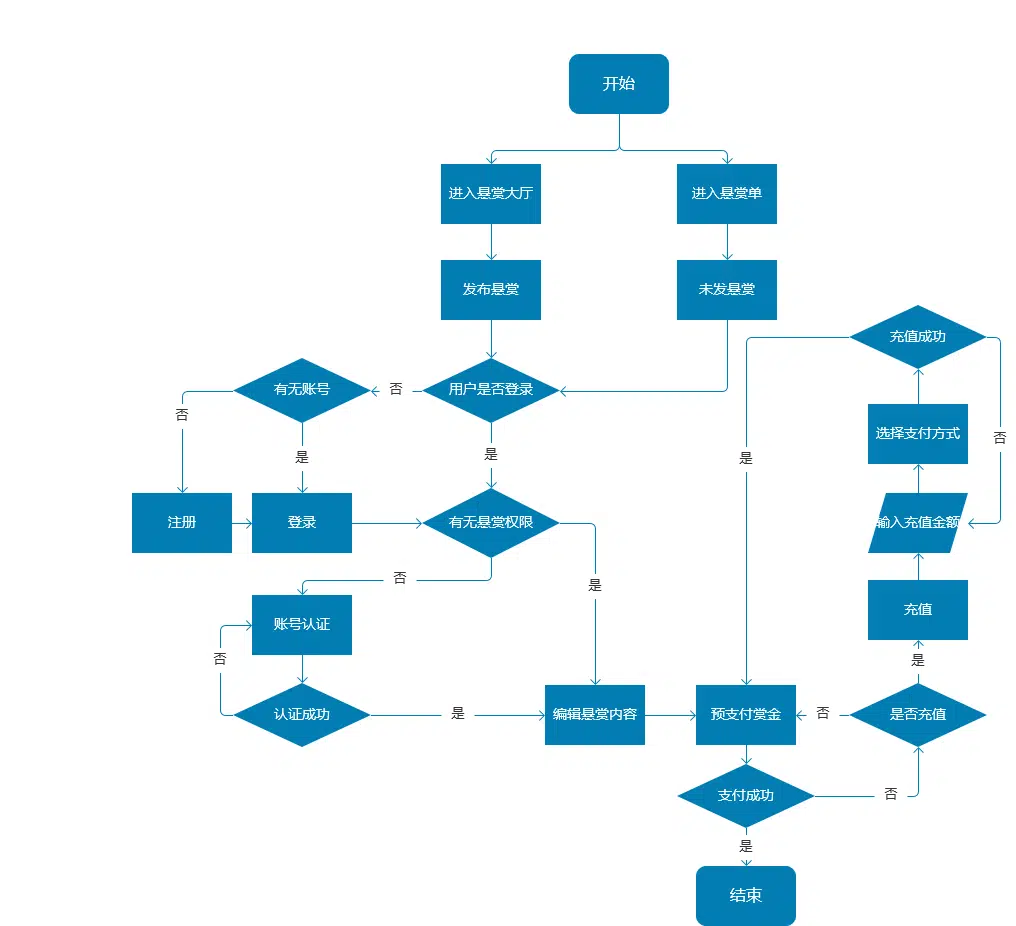 开始
进入悬赏大厅
进入悬赏单
发布悬赏
未发悬赏
充值成功
有无账号
否
用户是否登录
否
选择支付方式
否
是
是
是
注册
登录
有无悬赏权限
输入充值金额
否
是
充值
账号认证
否
是
认证成功
是
编辑悬赏内容
预支付赏金
否
是否充值
支付成功
否
是
结束